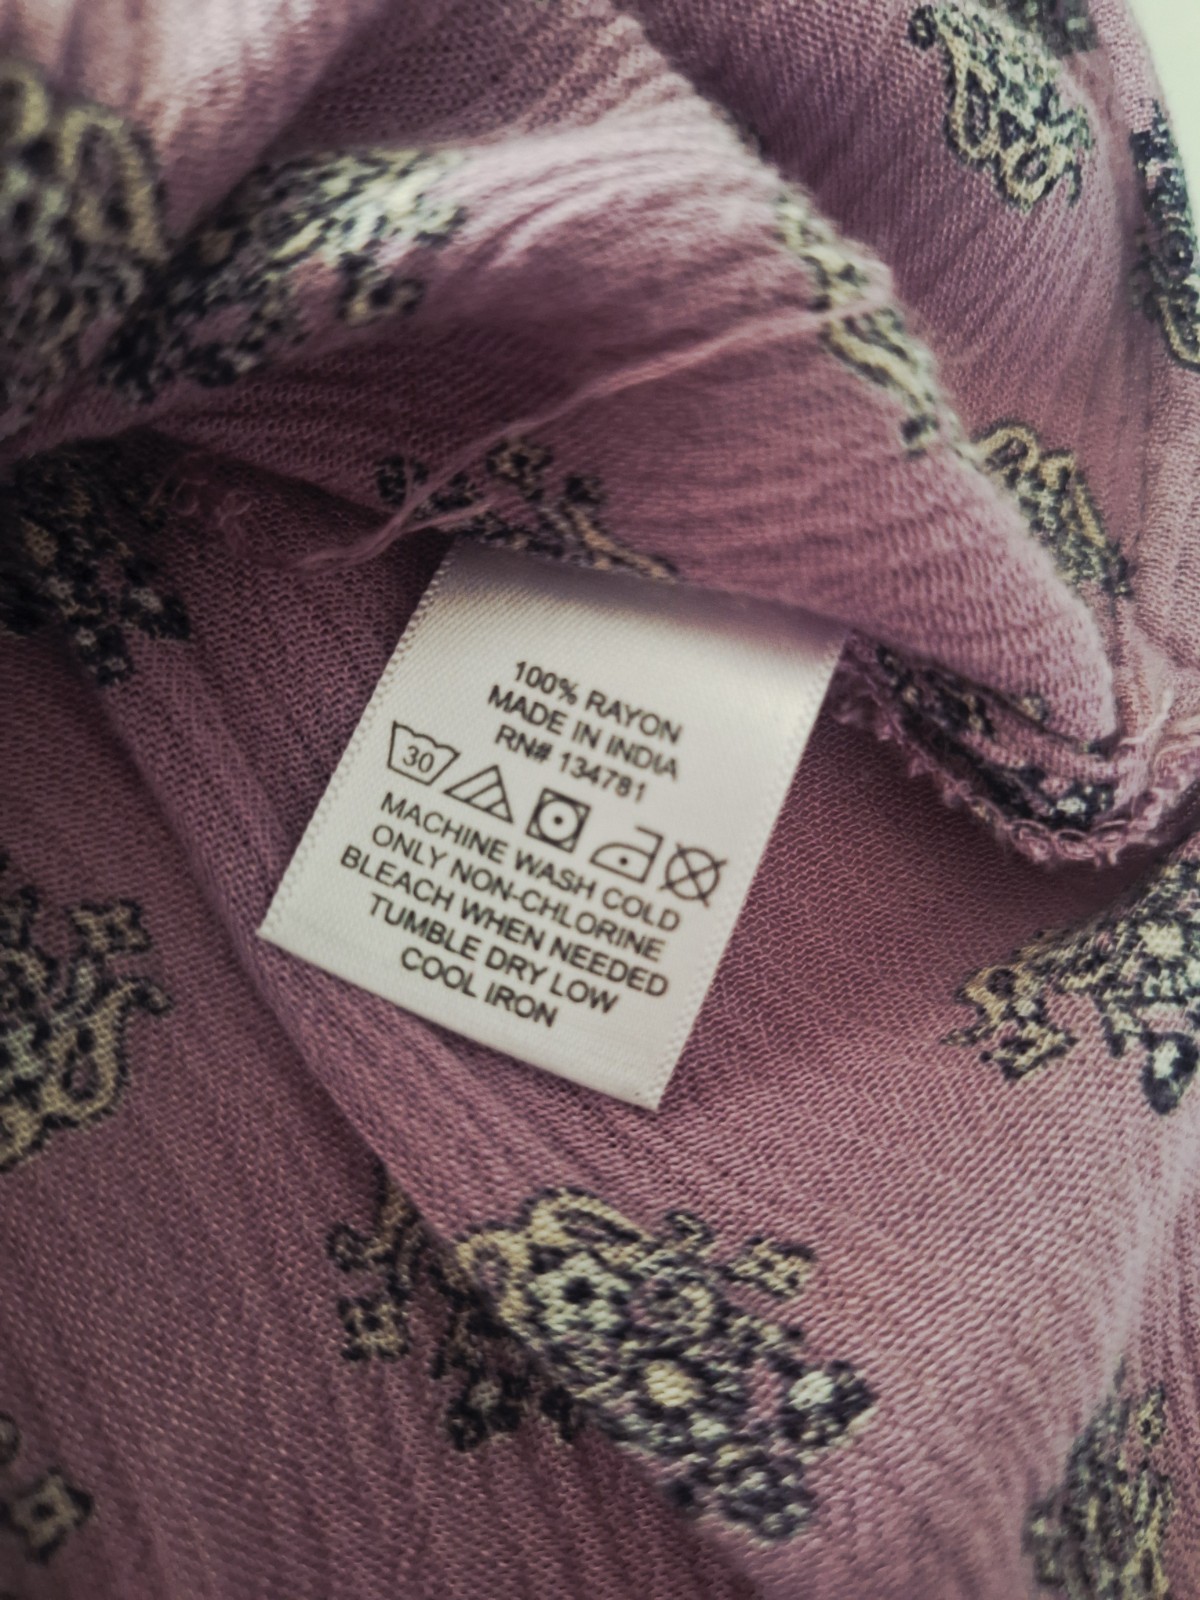 100% RAYON
MADE IN INDIA
RN# 134781
30
MACHINE WASH COLD
ONLY NON-CHLORINE
BLEACH WHEN NEEDED
TUMBLE DRY LOW
COOL IRON